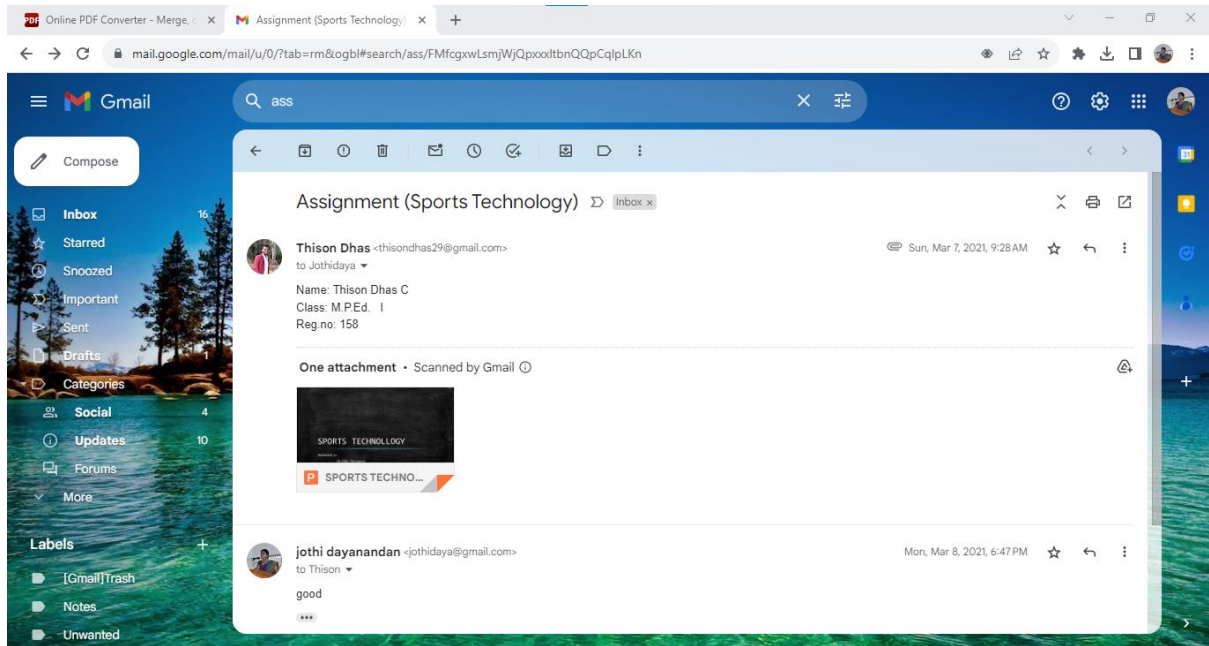 Online PDF Converter - Merge, c
Assignment (Sports Technology)
mail.google.com/mail/u/0/?tab=rm&ogbl#search/ass/FMfcgxwLsmjWjQpxxxltbnQQpCqlpLKn
Gmail
ass
Compose
Inbox 16
Starred
Snoozed
Important
Sent
Drafts 1
Categories
Social 4
Updates 10
Forums
More
Labels
[Gmail]Trash
Notes
Unwanted
Assignment (Sports Technology) Inbox x
Thison Dhas <thisondhas29@gmail.com> Sun, Mar 7, 2021, 9:28 AM
to Jothidaya
Name: Thison Dhas C
Class: M.P.Ed. I
Reg.no: 158
One attachment • Scanned by Gmail
SPORTS TECHNOLLOGY
P SPORTS TECHNO...
jothi dayanandan <jothidaya@gmail.com> Mon, Mar 8, 2021, 6:47 PM
to Thison
good